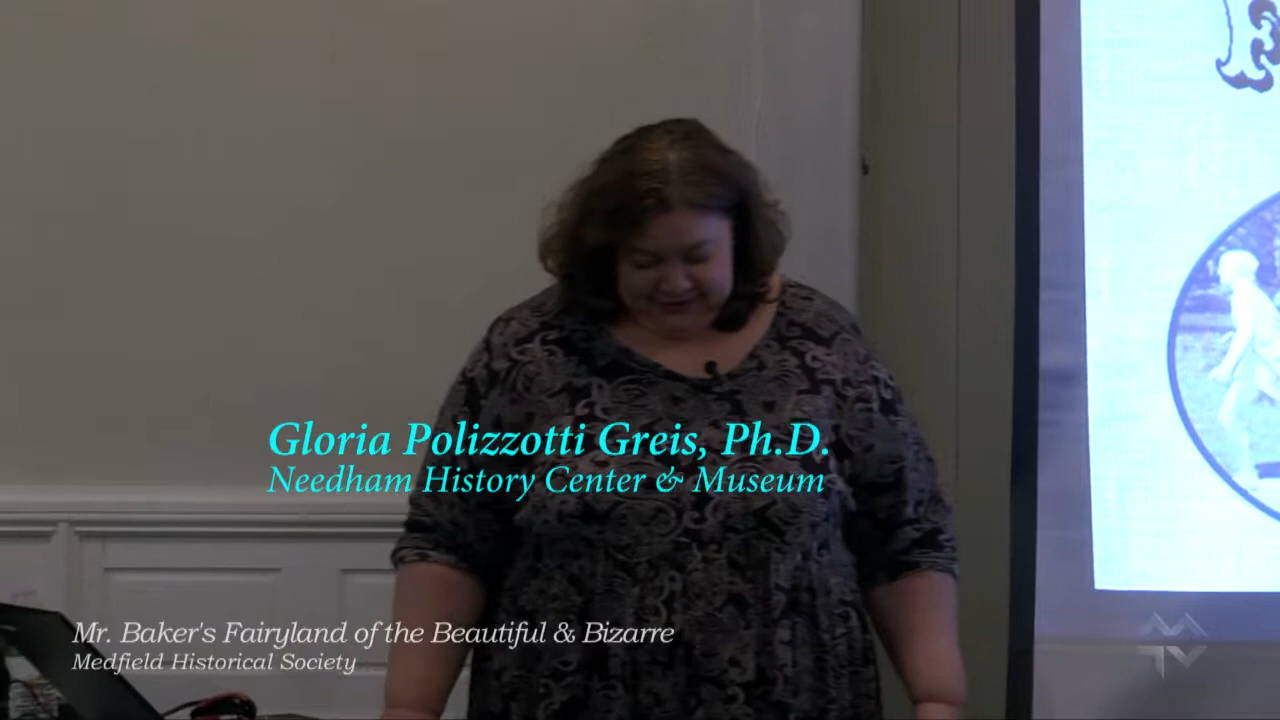 Gloria Polizzotti Greis, Ph.D.
Needham History Center & Museum
Mr. Baker's Fairyland of the Beautiful & Bizarre
Medfield Historical Society